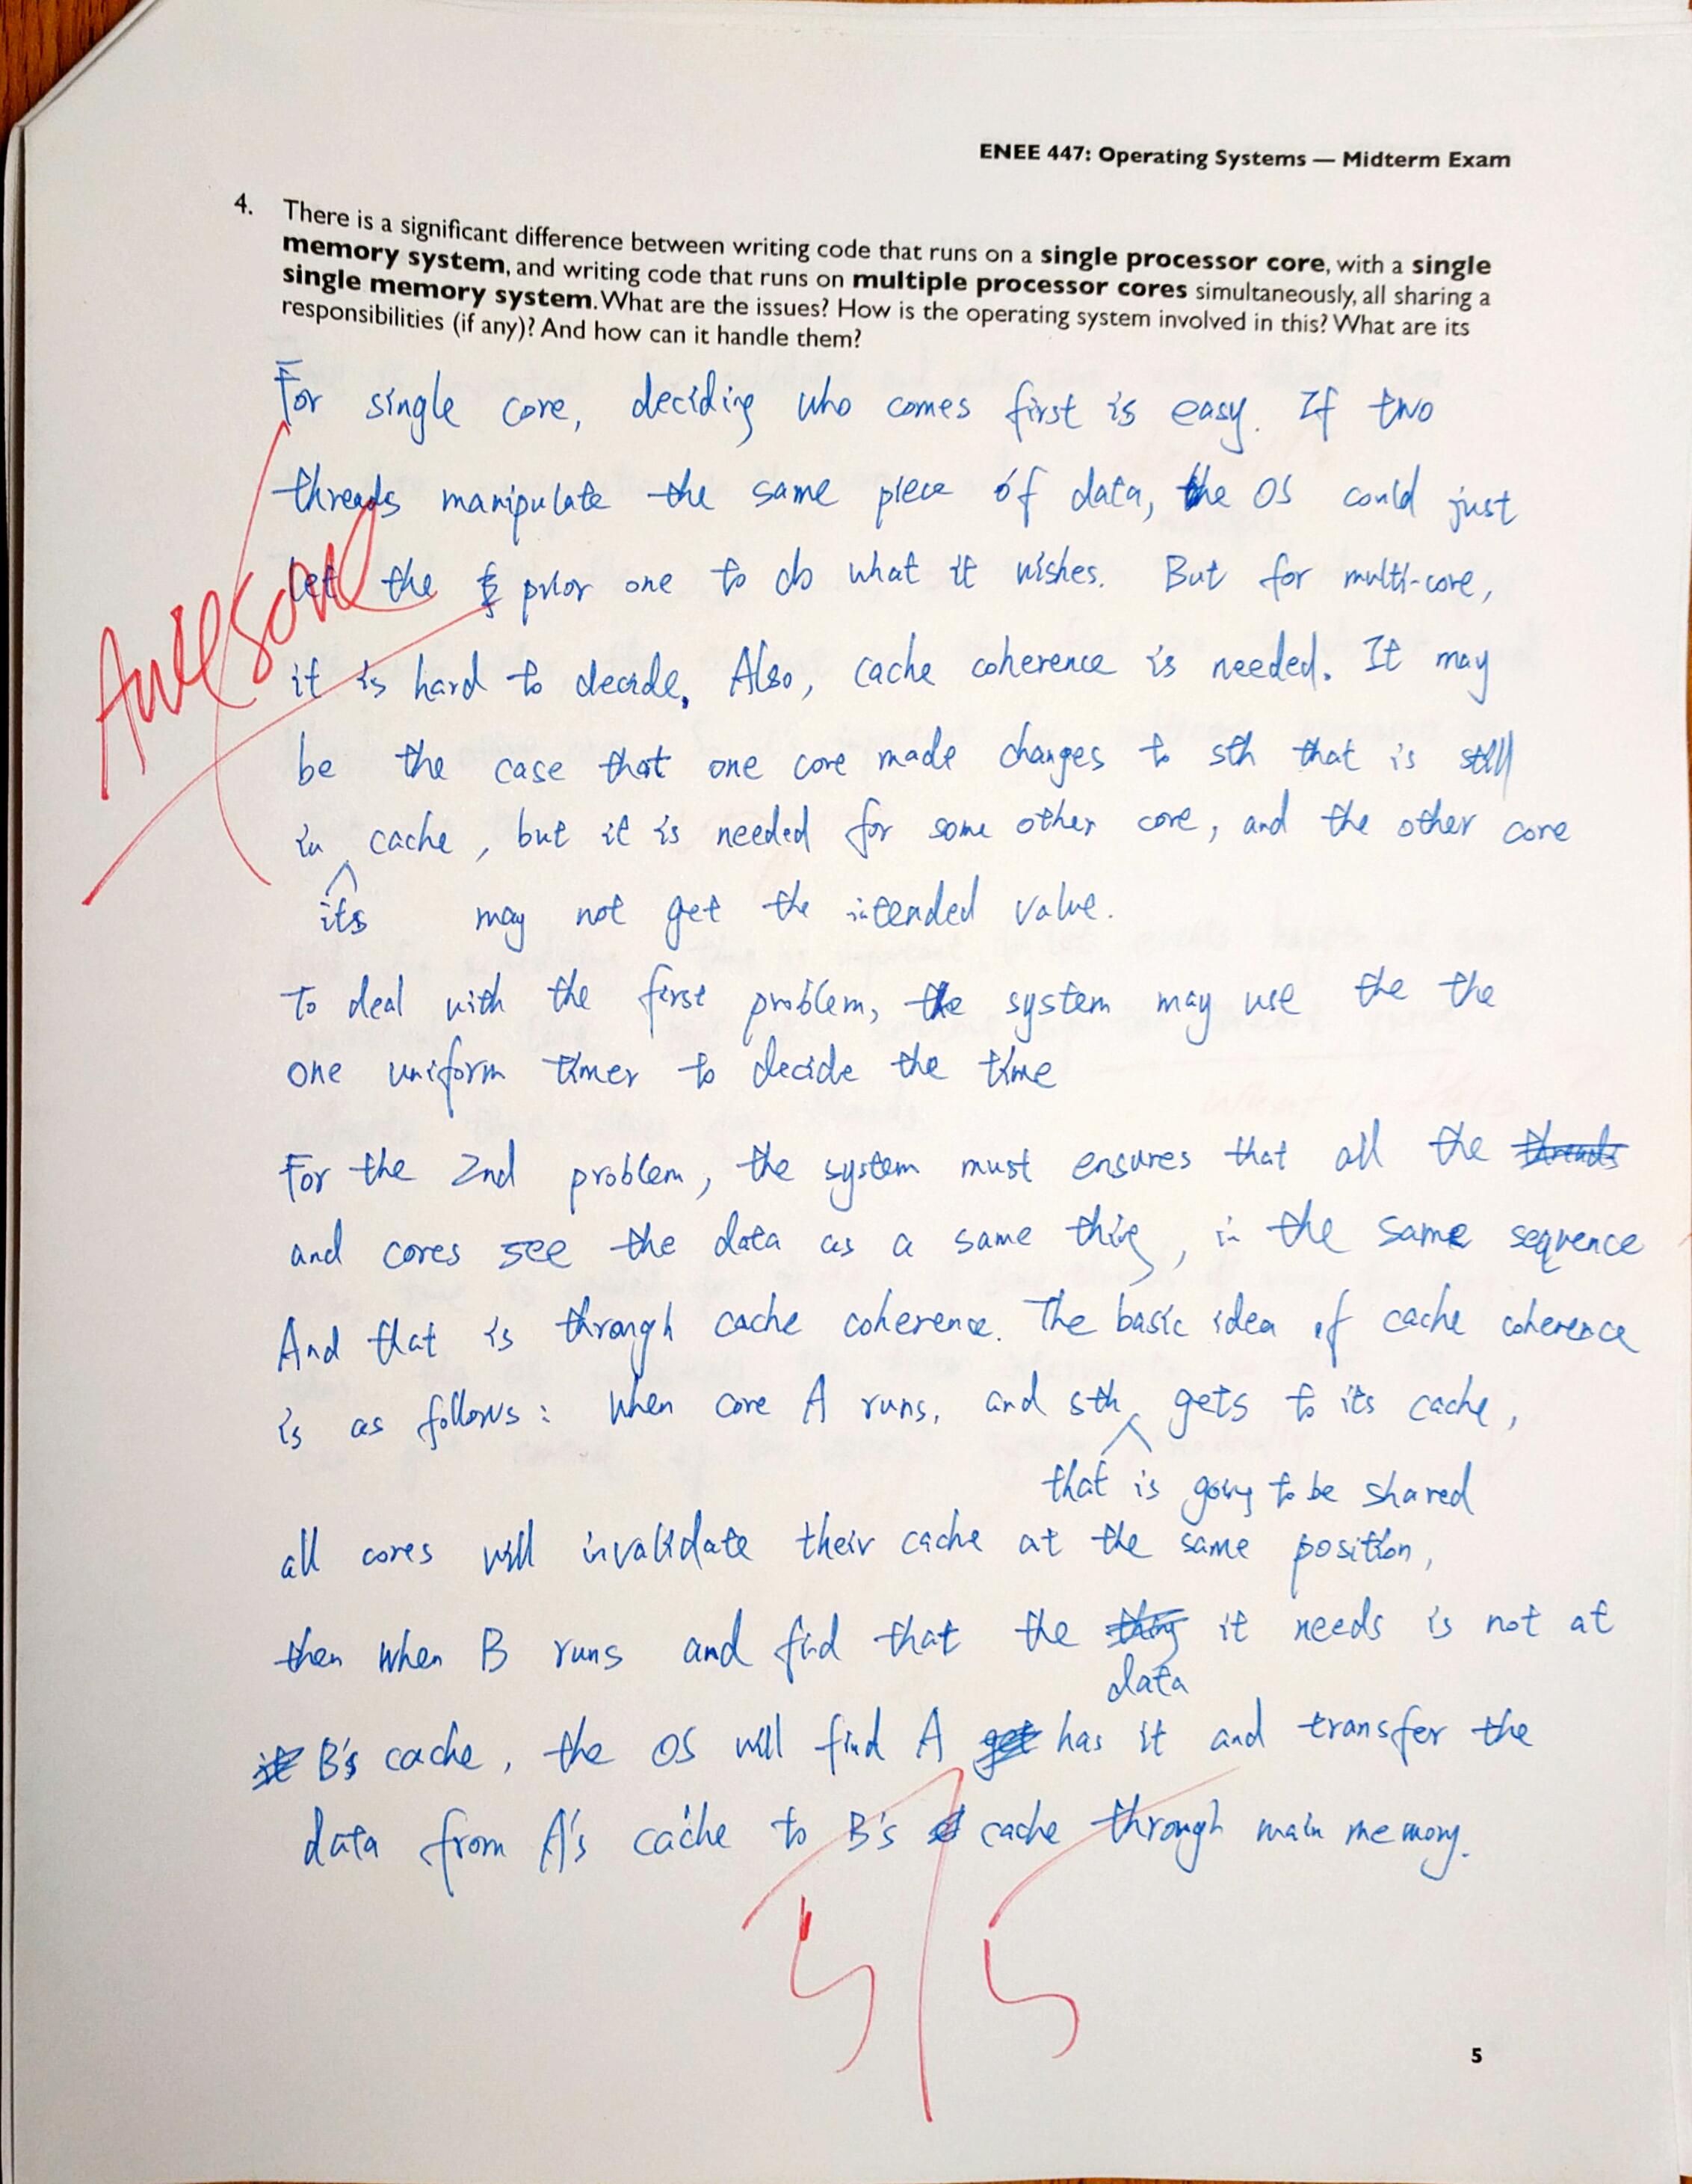 ENEE 447: Operating Systems — Midterm Exam
4. There is a significant difference between writing code that runs on a single processor core, with a single
memory system, and writing code that runs on multiple processor cores simultaneously, all sharing a
single memory system. What are the issues? How is the operating system involved in this? What are its
responsibilities (if any)? And how can it handle them?
For single core, deciding who comes first is easy. If two
threads manipulate the same piece of data, the OS could just
let the prior one to do what it wishes. But for multi-core,
Awesome
it is hard to decide. Also, cache coherence is needed. It may
be the case that one core made changes to sth that is still
in its cache, but it is needed for some other core, and the other core
may not get the intended value.
To deal with the first problem, the system may use the the
one uniform timer to decide the time
For the 2nd problem, the system must ensures that all the threads
and cores see the data as a same thing, in the same sequence
And that is through cache coherence. The basic idea of cache coherence
is as follows: when core A runs, and sth that is going to be shared gets to its cache,
all cores will invalidate their cache at the same position,
then when B runs and find that the thing data it needs is not at
it B's cache, the OS will find A get has it and transfer the
data from A's cache to B's cache through main memory.
5/5
5